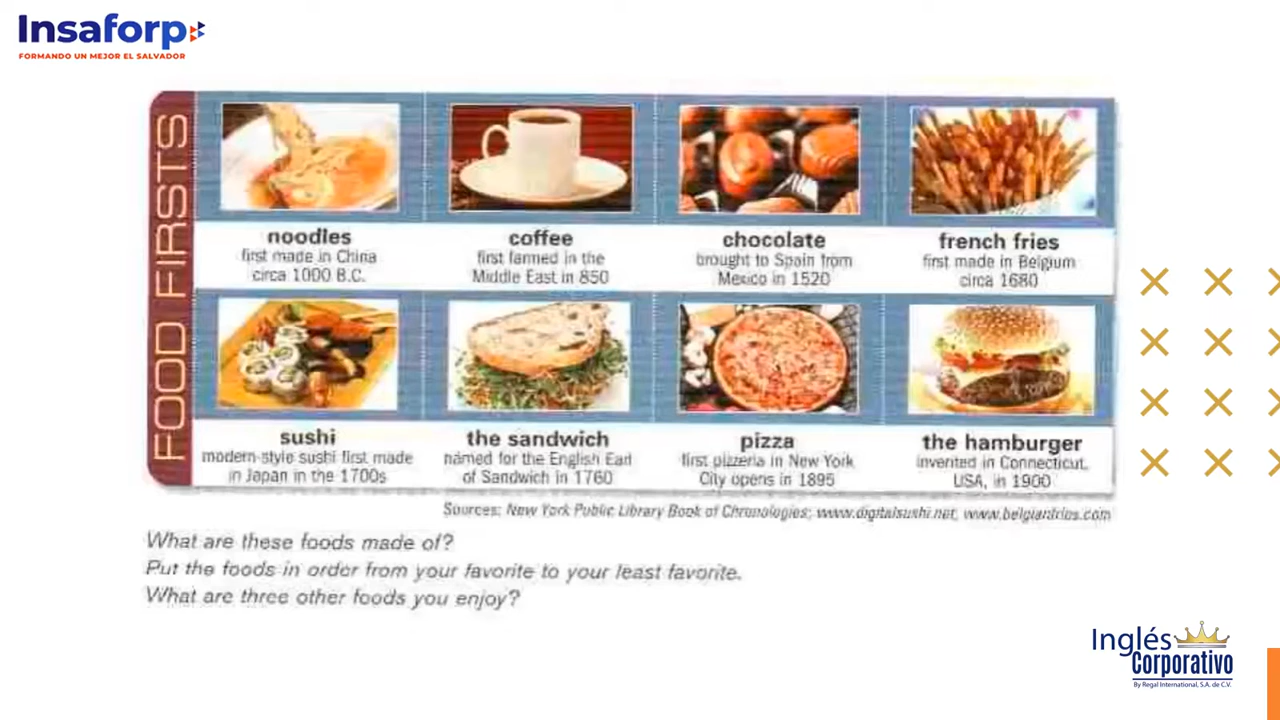 Insaforp
FORMANDO UN MEJOR EL SALVADOR
FOOD FIRSTS
noodles
first made in China
circa 1000 B.C.
coffee
first farmed in the
Middle East in 850
chocolate
brought to Spain from
Mexico in 1520
french fries
first made in Belgium
circa 1680
sushi
modern-style sushi first made
in Japan in the 1700s
the sandwich
named for the English Earl
of Sandwich in 1760
pizza
first pizzeria in New York
City opens in 1895
the hamburger
invented in Connecticut,
USA, in 1900
Sources: New York Public Library Book of Chronologies; www.digitalsushi.net, www.belgianfries.com
What are these foods made of?
Put the foods in order from your favorite to your least favorite.
What are three other foods you enjoy?
Inglés
Corporativo
By Regal International, S.A. de C.V.